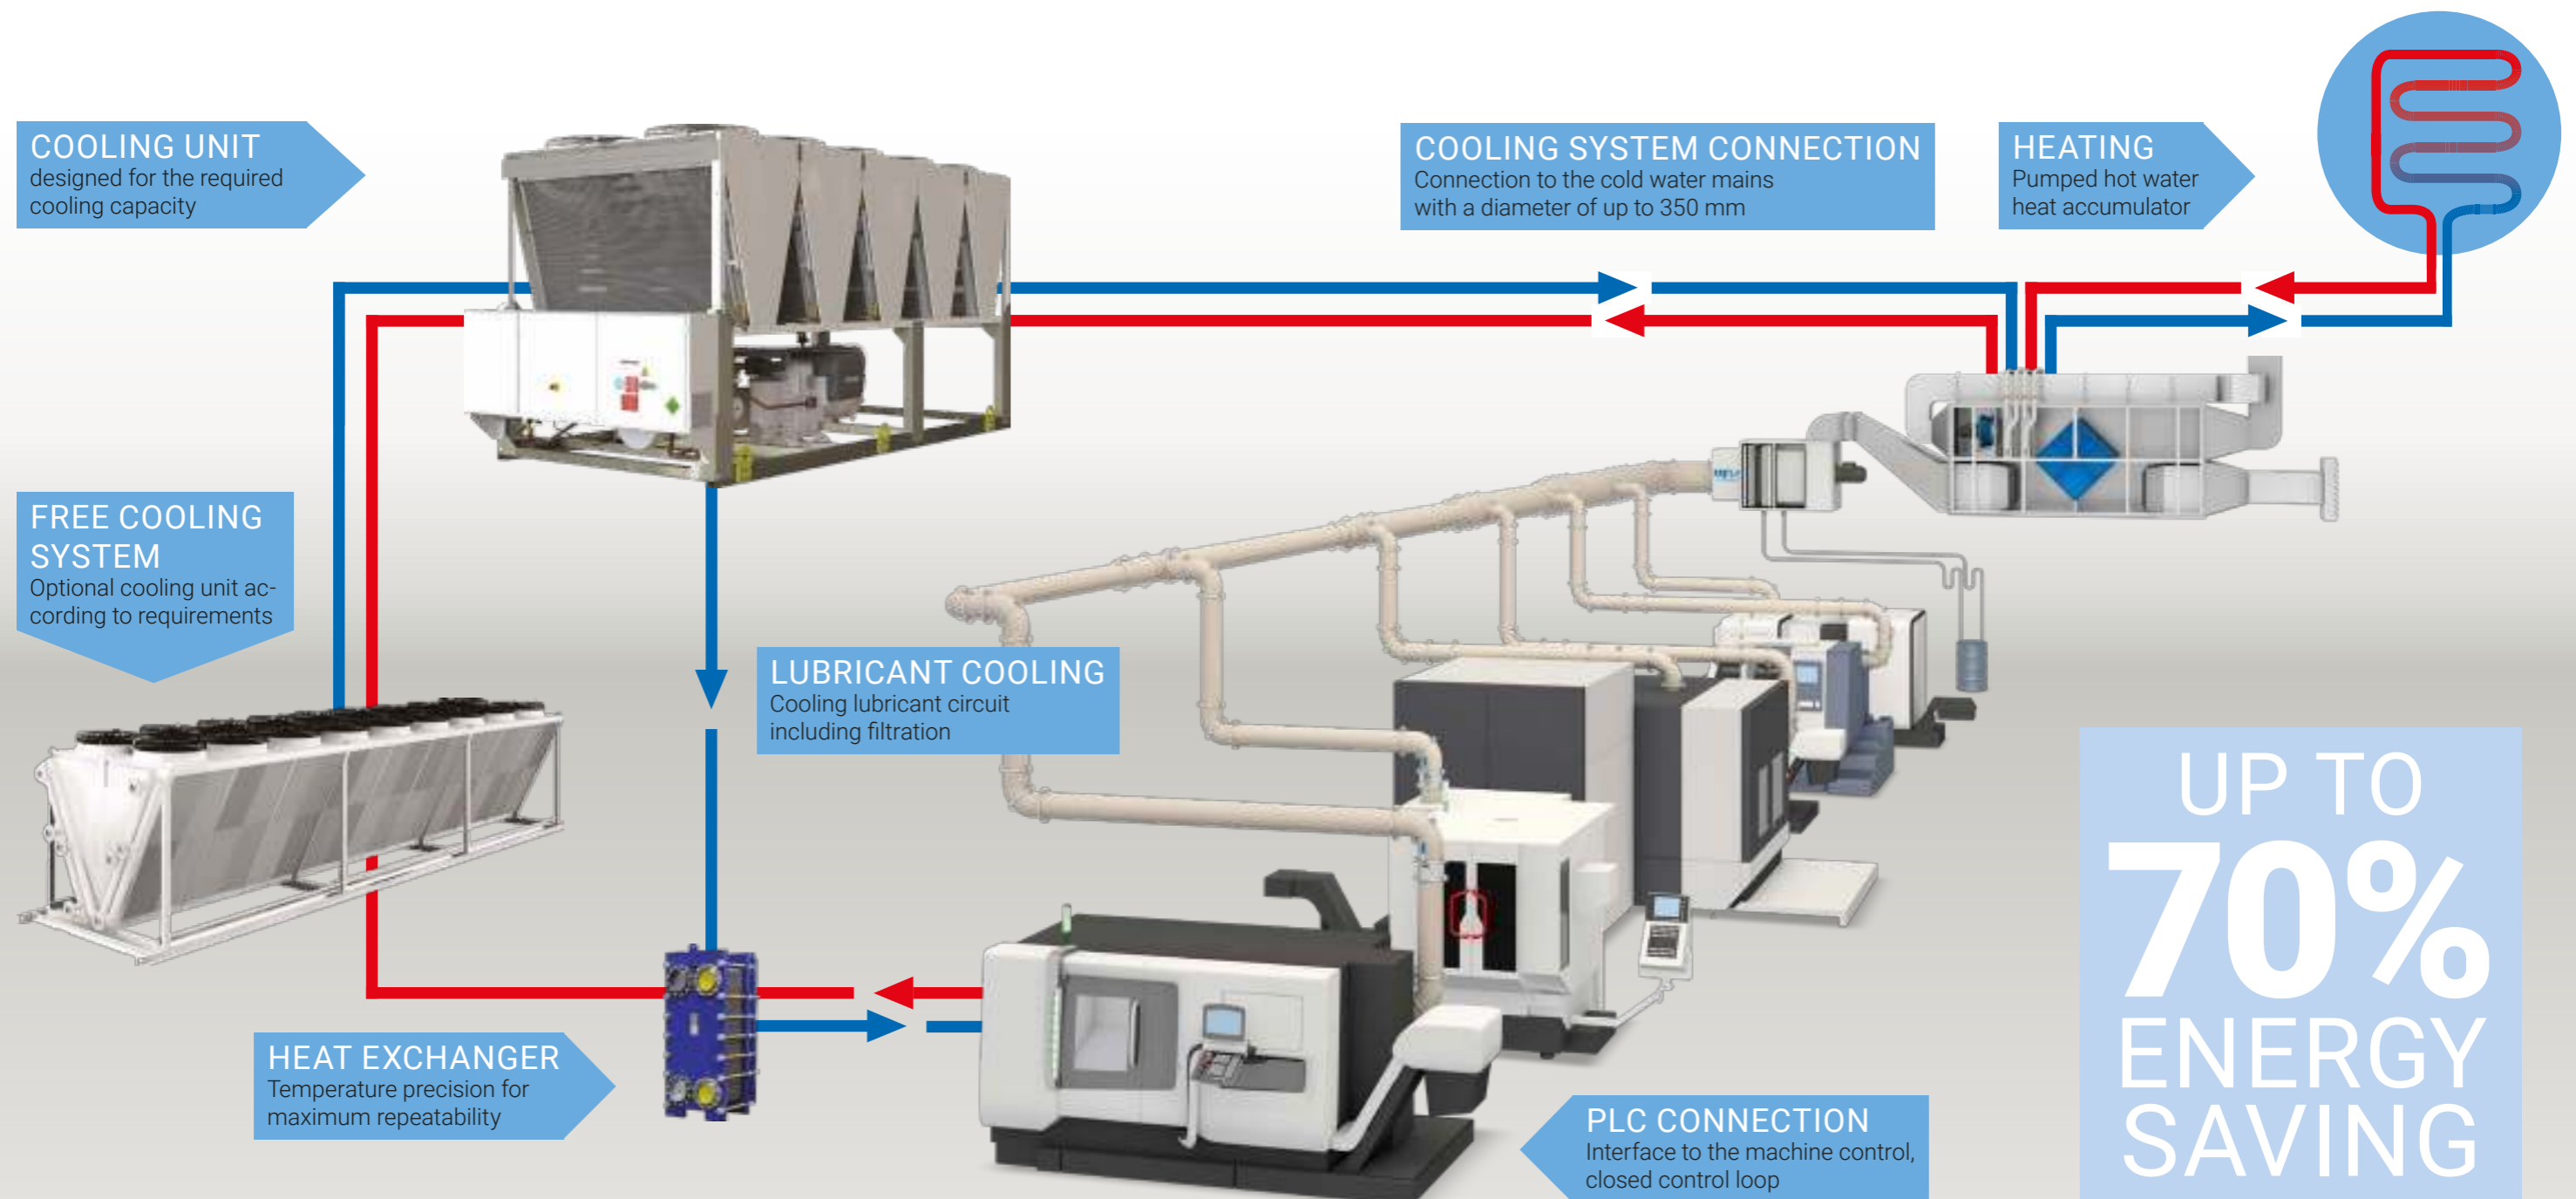 COOLING UNIT
designed for the required
cooling capacity
COOLING SYSTEM CONNECTION
Connection to the cold water mains
with a diameter of up to 350 mm
HEATING
Pumped hot water
heat accumulator
FREE COOLING
SYSTEM
Optional cooling unit ac-
cording to requirements
LUBRICANT COOLING
Cooling lubricant circuit
including filtration
HEAT EXCHANGER
Temperature precision for
maximum repeatability
PLC CONNECTION
Interface to the machine control,
closed control loop
UP TO
70%
ENERGY
SAVING